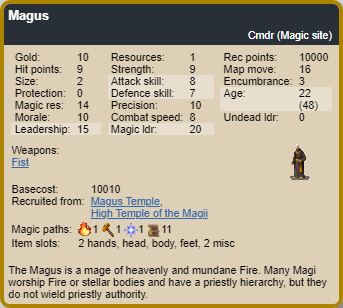 Magus
Cmdr (Magic site)
Gold: 10 Resources: 1 Rec points: 10000
Hit points: 9 Strength: 9 Map move: 16
Size: 2 Attack skill: 8 Encumbrance: 3
Protection: 0 Defence skill: 7 Age: 22
Magic res: 14 Precision: 10 (48)
Morale: 10 Combat speed: 8 Undead ldr: 0
Leadership: 15 Magic ldr: 20
Weapons:
Fist
Basecost: 10010
Recruited from: Magus Temple,
High Temple of the Magii
Magic paths: 1 1 1 11
Item slots: 2 hands, head, body, feet, 2 misc
The Magus is a mage of heavenly and mundane Fire. Many Magi
worship Fire or stellar bodies and have a priestly hierarchy, but they
do not wield priestly authority.